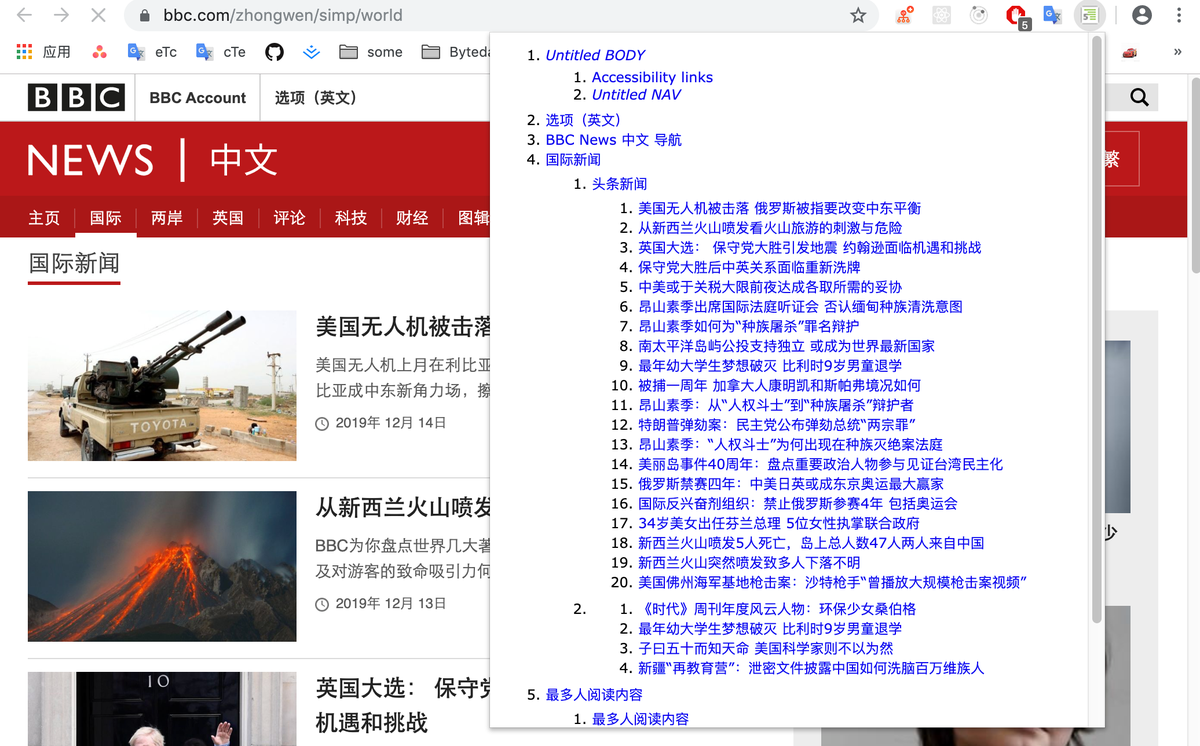 bbc.com/zhongwen/simp/world
5
应用
eTc
cTe
some
Byteda
»
BBC
BBC Account
选项（英文）
NEWS | 中文
繁
主页
国际
两岸
英国
评论
科技
财经
图辑
国际新闻
美国无人机被击落
美国无人机上月在利比亚
比亚成中东新角力场，擦
2019年 12月 14日
TOYOTA
从新西兰火山喷发
BBC为你盘点世界几大著
及对游客的致命吸引力何
2019年 12月 13日
英国大选： 保守党
机遇和挑战
10
少
1. Untitled BODY
1. Accessibility links
2. Untitled NAV
2. 选项（英文）
3. BBC News 中文 导航
4. 国际新闻
1. 头条新闻
1. 美国无人机被击落 俄罗斯被指要改变中东平衡
2. 从新西兰火山喷发看火山旅游的刺激与危险
3. 英国大选： 保守党大胜引发地震 约翰逊面临机遇和挑战
4. 保守党大胜后中英关系面临重新洗牌
5. 中美或于关税大限前夜达成各取所需的妥协
6. 昂山素季出席国际法庭听证会 否认缅甸种族清洗意图
7. 昂山素季如何为“种族屠杀”罪名辩护
8. 南太平洋岛屿公投支持独立 或成为世界最新国家
9. 最年幼大学生梦想破灭 比利时9岁男童退学
10. 被捕一周年 加拿大人康明凯和斯帕弗境况如何
11. 昂山素季：从“人权斗士”到“种族屠杀”辩护者
12. 特朗普弹劾案：民主党公布弹劾总统“两宗罪”
13. 昂山素季：“人权斗士”为何出现在种族灭绝案法庭
14. 美丽岛事件40周年：盘点重要政治人物参与见证台湾民主化
15. 俄罗斯禁赛四年：中美日英或成东京奥运最大赢家
16. 国际反兴奋剂组织：禁止俄罗斯参赛4年 包括奥运会
17. 34岁美女出任芬兰总理 5位女性执掌联合政府
18. 新西兰火山喷发5人死亡，岛上总人数47人两人来自中国
19. 新西兰火山突然喷发致多人下落不明
20. 美国佛州海军基地枪击案：沙特枪手“曾播放大规模枪击案视频”
2. 1. 《时代》周刊年度风云人物：环保少女桑伯格
2. 最年幼大学生梦想破灭 比利时9岁男童退学
3. 子曰五十而知天命 美国科学家则不以为然
4. 新疆“再教育营”：泄密文件披露中国如何洗脑百万维族人
5. 最多人阅读内容
1. 最多人阅读内容